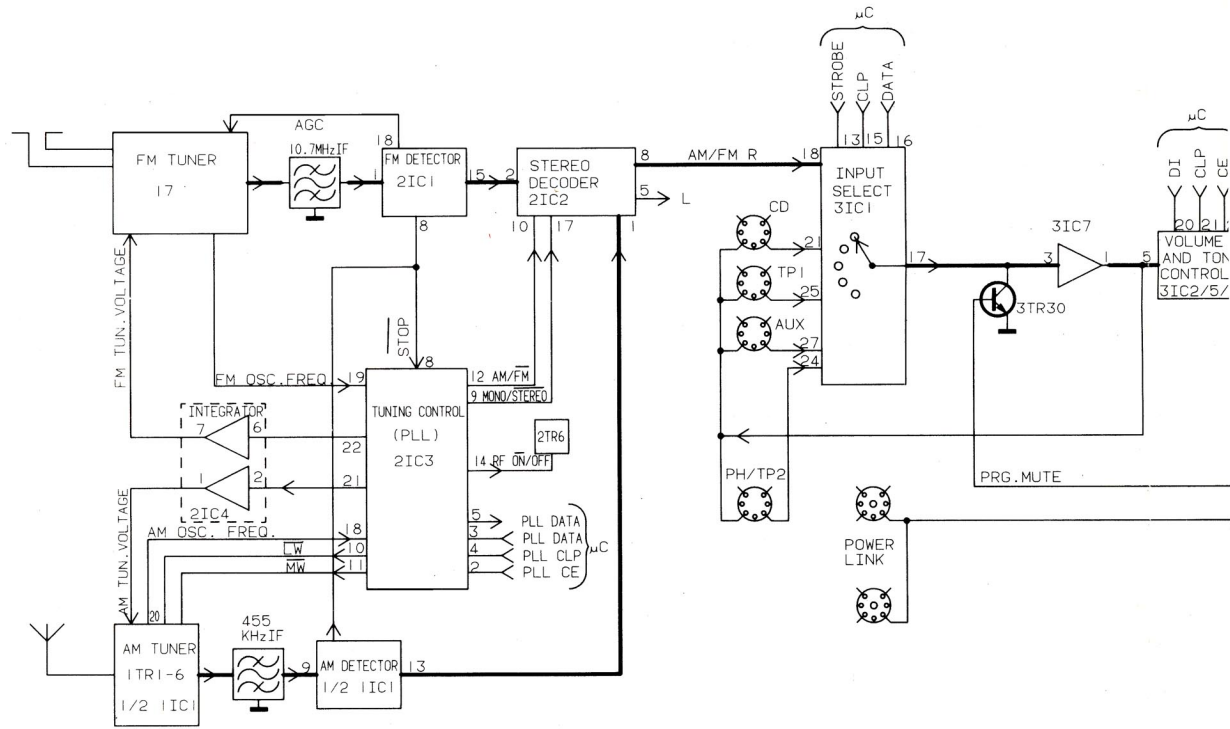 μC
STROBE
CLP
DATA
13 15 16
μC
DI
CLP
CE
20 21 2
AGC
18
10.7MHzIF
FM TUNER
17
1
FM DETECTOR
2IC1
15
8
2
STEREO
DECODER
2IC2
8
5
L
10 17 1
AM/FM R
18
INPUT
SELECT
3IC1
CD
21
TP1
25
AUX
27
24
17
3IC7
3
1
5
VOLUME
AND TON
CONTROL
3IC2/5/
3TR30
FM TUN.VOLTAGE
STOP
8
FM OSC.FREQ.
19
12 AM/FM
9 MONO/STEREO
TUNING CONTROL
(PLL)
2IC3
INTEGRATOR
7
6
22
2TR6
14 RF ON/OFF
1
2
21
2IC4
PH/TP2
PRG.MUTE
AM TUN.VOLTAGE
AM OSC. FREQ.
18
LW
10
MW
11
5
PLL DATA
3
PLL DATA
4
PLL CLP
2
PLL CE
μC
POWER
LINK
20
AM TUNER
1TR1-6
1/2 1IC1
455
KHzIF
9
AM DETECTOR
1/2 1IC1
13